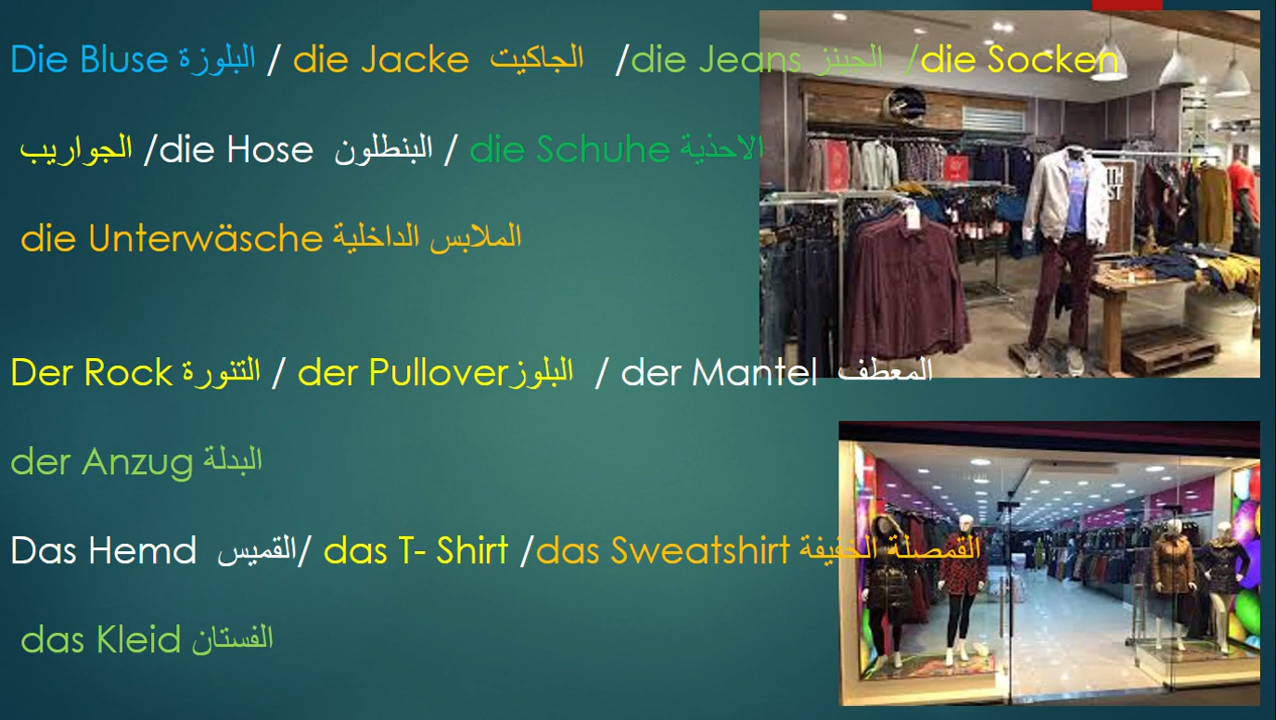 Die Bluse البلوزة / die Jacke الجاكيت /die Jeans الجينز /die Socken
الجواريب /die Hose البنطلون / die Schuhe الاحذية
die Unterwäsche الملابس الداخلية
Der Rock التنورة / der Pullover البلوز / der Mantel المعطف
der Anzug البدلة
Das Hemd القميس/ das T- Shirt /das Sweatshirt القمصلة الخفيفة
das Kleid الفستان